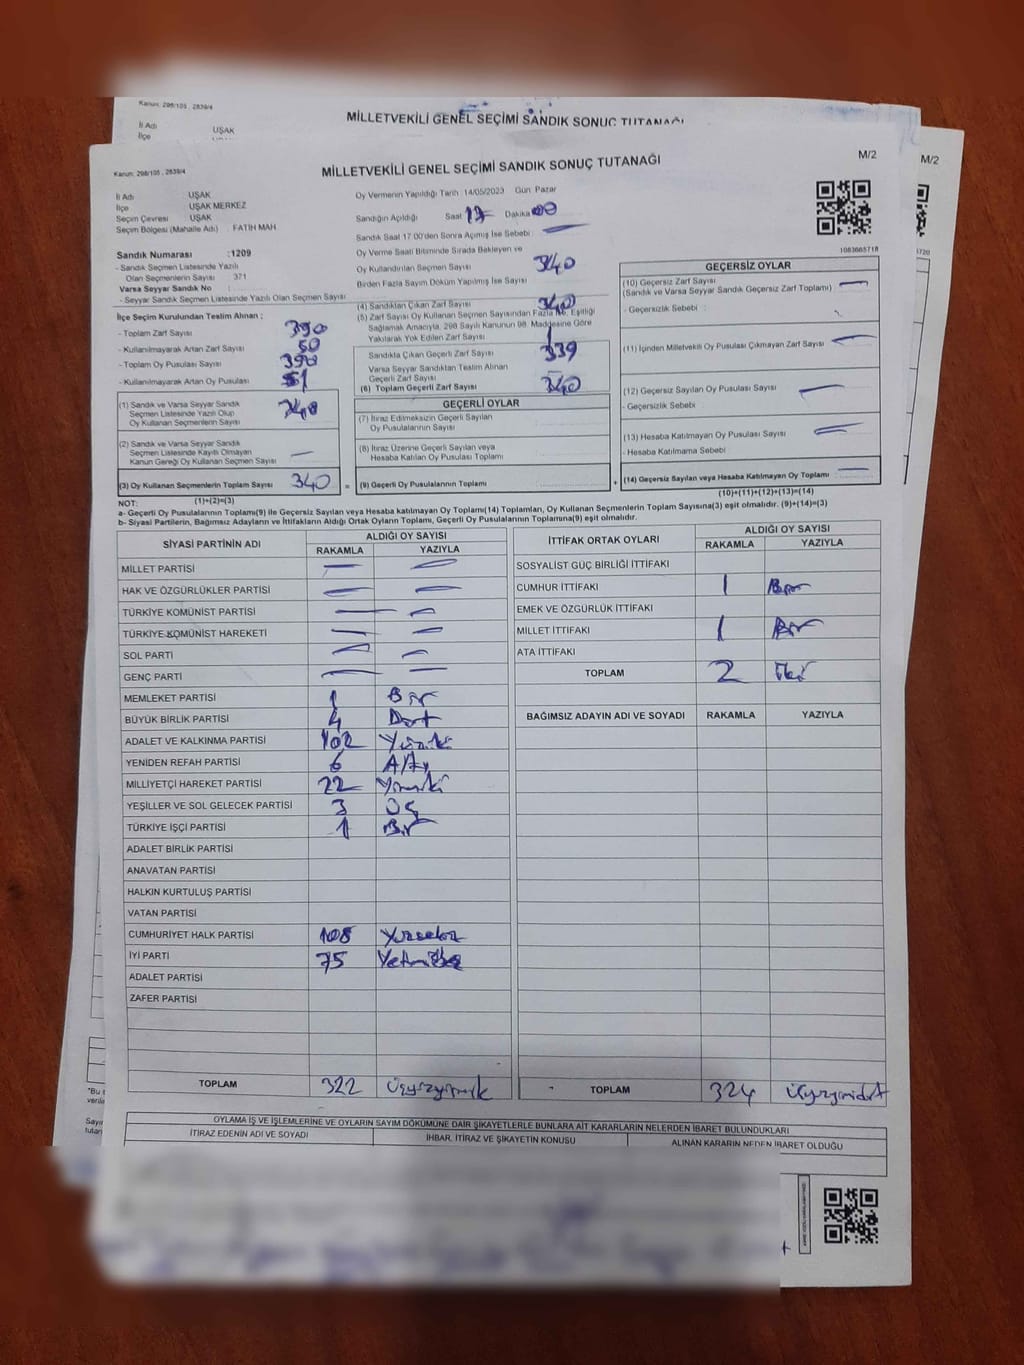 Kanun: 298/105 , 2839/4
MİLLETVEKİLİ GENEL SEÇİMİ SANDIK SONUÇ TUTANAĞI
İl Adı UŞAK
İlçe
M/2
Kanun: 298/105 , 2839/4
MİLLETVEKİLİ GENEL SEÇİMİ SANDIK SONUÇ TUTANAĞI
M/2
İl Adı : UŞAK
İlçe : UŞAK MERKEZ
Seçim Çevresi : UŞAK
Seçim Bölgesi (Mahalle Adı) : FATİH MAH
Oy Vermenin Yapıldığı Tarih: 14/05/2023 Gün: Pazar
Sandığın Açıldığı Saat 17 Dakika 00
Sandık Saat 17:00'den Sonra Açılmış İse Sebebi: —
Oy Verme Saati Bitiminde Sırada Bekleyen ve
Oy Kullandırılan Seçmen Sayısı 340
Birden Fazla Sayım Döküm Yapılmış İse Sayısı
1083665718
Sandık Numarası :1209
- Sandık Seçmen Listesinde Yazılı
Olan Seçmenlerin Sayısı : 371
Varsa Seyyar Sandık No :
- Seyyar Sandık Seçmen Listesinde Yazılı Olan Seçmen Sayısı
İlçe Seçim Kurulundan Teslim Alınan :
- Toplam Zarf Sayısı 390
- Kullanılmayarak Artan Zarf Sayısı 50
- Toplam Oy Pusulası Sayısı 390
- Kullanılmayarak Artan Oy Pusulası 51
(4) Sandıktan Çıkan Zarf Sayısı 340
(5) Zarf Sayısı Oy Kullanan Seçmen Sayısından Fazla İse, Eşitliği
Sağlamak Amacıyla, 298 Sayılı Kanunun 98. Maddesine Göre
Yakılarak Yok Edilen Zarf Sayısı 1
Sandıkta Çıkan Geçerli Zarf Sayısı 339
Varsa Seyyar Sandıktan Teslim Alınan
Geçerli Zarf Sayısı —
(6) Toplam Geçerli Zarf Sayısı 340
GEÇERSİZ OYLAR
(10) Geçersiz Zarf Sayısı
(Sandık ve Varsa Seyyar Sandık Geçersiz Zarf Toplamı) —
- Geçersizlik Sebebi :
(11) İçinden Milletvekili Oy Pusulası Çıkmayan Zarf Sayısı —
(12) Geçersiz Sayılan Oy Pusulası Sayısı —
- Geçersizlik Sebebi
(13) Hesaba Katılmayan Oy Pusulası Sayısı —
- Hesaba Katılmama Sebebi
(14) Geçersiz Sayılan veya Hesaba Katılmayan Oy Toplamı —
(10)+(11)+(12)+(13)=(14)
(1) Sandık ve Varsa Seyyar Sandık
Seçmen Listesinde Yazılı Olup
Oy Kullanan Seçmenlerin Sayısı 340
(2) Sandık ve Varsa Seyyar Sandık
Seçmen Listesinde Kayıtlı Olmayan
Kanun Gereği Oy Kullanan Seçmen Sayısı —
(3) Oy Kullanan Seçmenlerin Toplam Sayısı 340 =
(1)+(2)=(3)
GEÇERLİ OYLAR
(7) İtiraz Edilmeksizin Geçerli Sayılan
Oy Pusulalarının Sayısı
(8) İtiraz Üzerine Geçerli Sayılan veya
Hesaba Katılan Oy Pusulası Toplamı
(9) Geçerli Oy Pusulalarının Toplamı +
NOT:
a- Geçerli Oy Pusulalarının Toplamı(9) ile Geçersiz Sayılan veya Hesaba Katılmayan Oy Toplamı(14) Toplamları, Oy Kullanan Seçmenlerin Toplam Sayısına(3) eşit olmalıdır. (9)+(14)=(3)
b- Siyasi Partilerin, Bağımsız Adayların ve İttifakların Aldığı Ortak Oyların Toplamı, Geçerli Oy Pusulalarının Toplamına(9) eşit olmalıdır.
SİYASİ PARTİNİN ADI ALDIĞI OY SAYISI
RAKAMLA YAZIYLA
MİLLET PARTİSİ — —
HAK VE ÖZGÜRLÜKLER PARTİSİ — —
TÜRKİYE KOMÜNİST PARTİSİ — —
TÜRKİYE KOMÜNİST HAREKETİ — —
SOL PARTİ — —
GENÇ PARTİ — —
MEMLEKET PARTİSİ 1 Bir
BÜYÜK BİRLİK PARTİSİ 4 Dört
ADALET VE KALKINMA PARTİSİ 102 Yüziki
YENİDEN REFAH PARTİSİ 6 Altı
MİLLİYETÇİ HAREKET PARTİSİ 22 Yirmiiki
YEŞİLLER VE SOL GELECEK PARTİSİ 3 Üç
TÜRKİYE İŞÇİ PARTİSİ 1 Bir
ADALET BİRLİK PARTİSİ
ANAVATAN PARTİSİ
HALKIN KURTULUŞ PARTİSİ
VATAN PARTİSİ
CUMHURİYET HALK PARTİSİ 108 Yüzsekiz
İYİ PARTİ 75 Yetmişbeş
ADALET PARTİSİ
ZAFER PARTİSİ
TOPLAM 322 Üçyüzyirmiik
İTTİFAK ORTAK OYLARI ALDIĞI OY SAYISI
RAKAMLA YAZIYLA
SOSYALİST GÜÇ BİRLİĞİ İTTİFAKI
CUMHUR İTTİFAKI 1 Bir
EMEK VE ÖZGÜRLÜK İTTİFAKI
MİLLET İTTİFAKI 1 Bir
ATA İTTİFAKI
TOPLAM 2 İki
BAĞIMSIZ ADAYIN ADI VE SOYADI RAKAMLA YAZIYLA
TOPLAM 324 Üçyüzyirmidört
OYLAMA İŞ VE İŞLEMLERİNE VE OYLARIN SAYIM DÖKÜMÜNE DAİR ŞİKAYETLERLE BUNLARA AİT KARARLARIN NELERDEN İBARET BULUNDUKLARI
İTİRAZ EDENİN ADI VE SOYADI İHBAR, İTİRAZ VE ŞİKAYETİN KONUSU ALINAN KARARIN NEDEN İBARET OLDUĞU